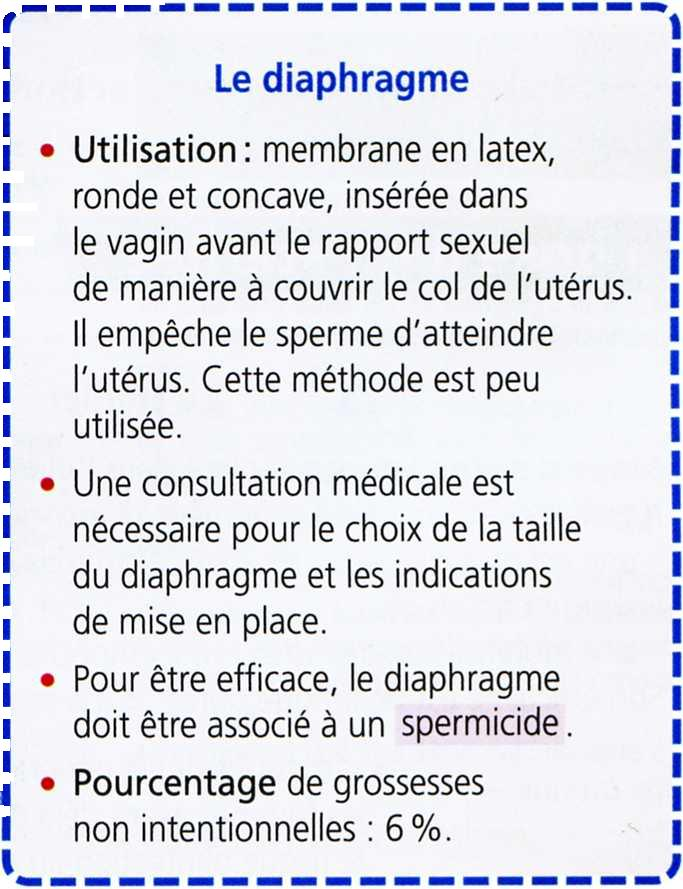 Le diaphragme
• Utilisation : membrane en latex,
ronde et concave, insérée dans
le vagin avant le rapport sexuel
de manière à couvrir le col de l'utérus.
Il empêche le sperme d'atteindre
l'utérus. Cette méthode est peu
utilisée.
• Une consultation médicale est
nécessaire pour le choix de la taille
du diaphragme et les indications
de mise en place.
• Pour être efficace, le diaphragme
doit être associé à un spermicide.
• Pourcentage de grossesses
non intentionnelles : 6 %.